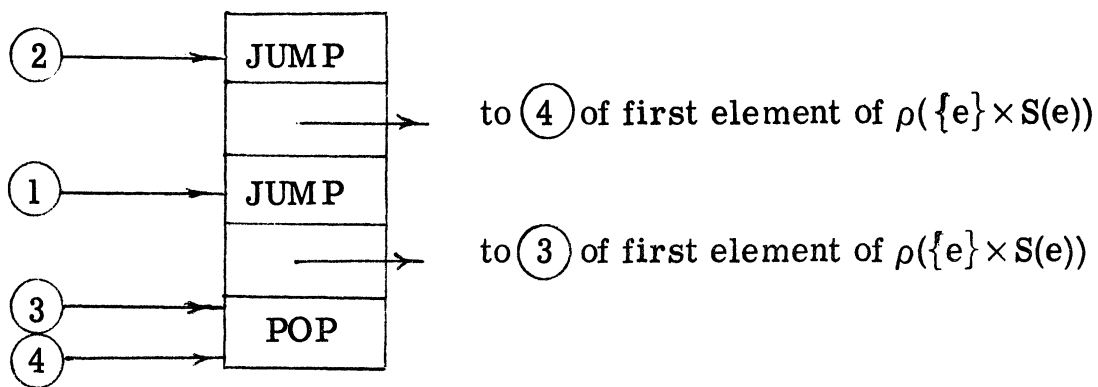 2 JUMP
to 4 of first element of ρ({e} × S(e))
1 JUMP
to 3 of first element of ρ({e} × S(e))
3 POP
4